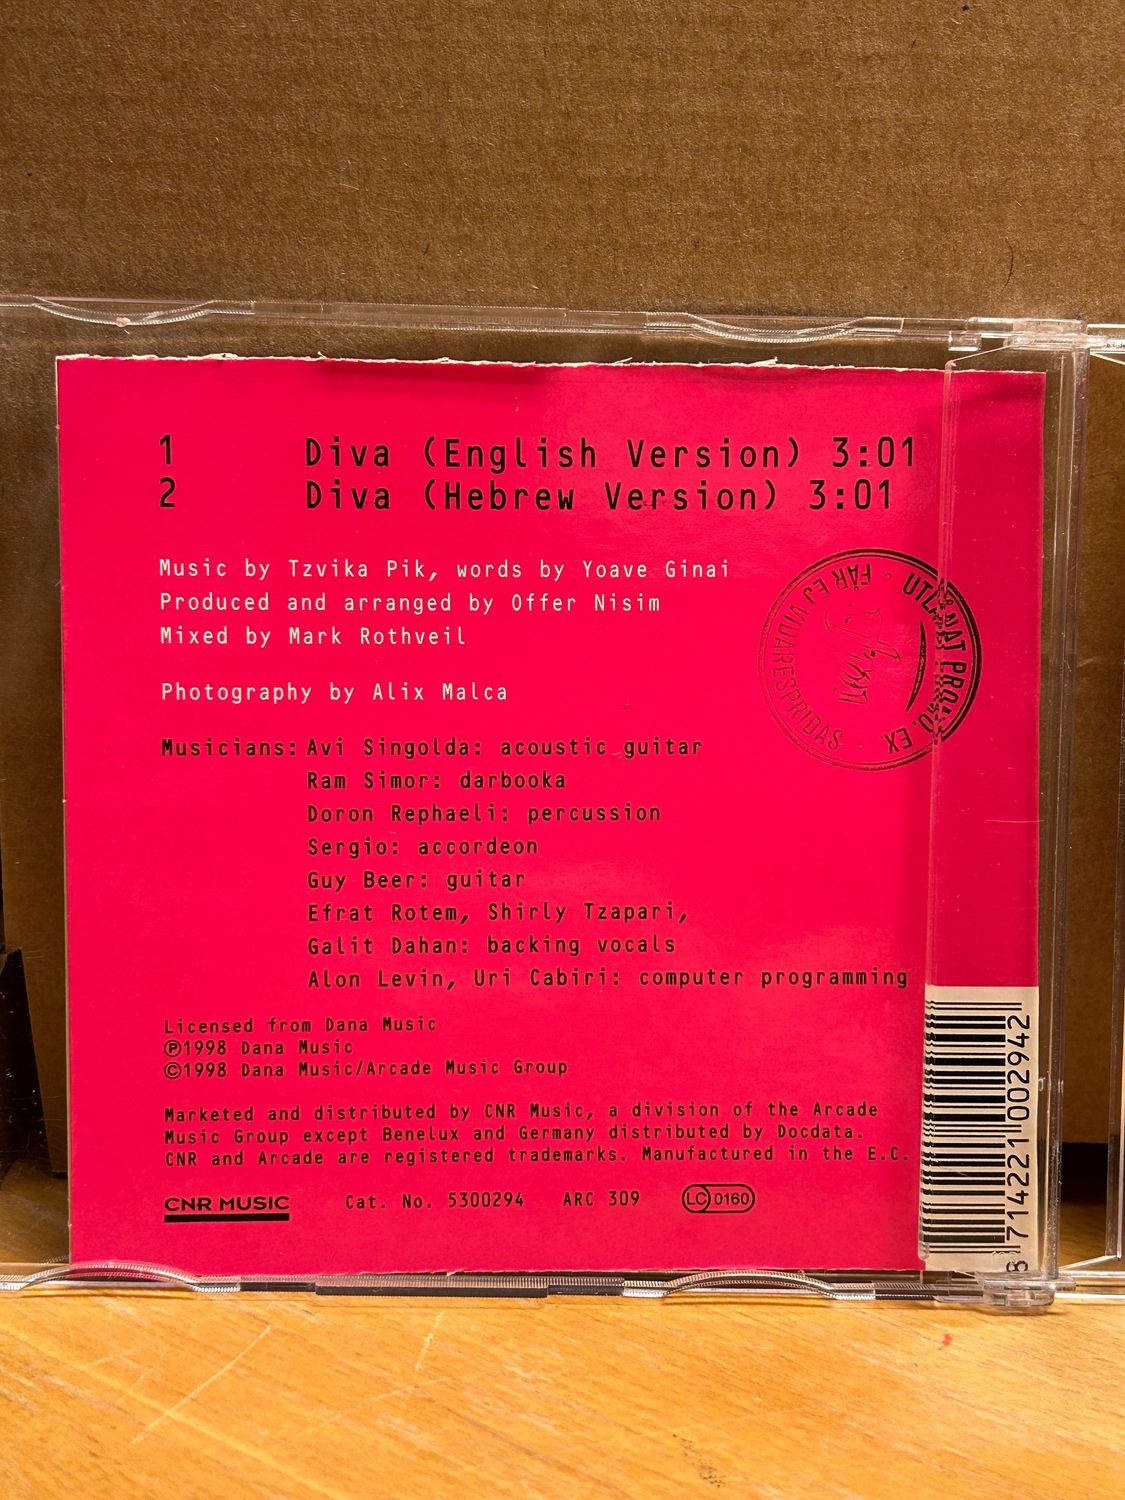 1 Diva (English Version) 3:01
2 Diva (Hebrew Version) 3:01
Music by Tzvika Pik, words by Yoave Ginai
Produced and arranged by Offer Nisim
Mixed by Mark Rothveil
Photography by Alix Malca
UTLÅNAT PROMO. EX · FÅR EJ VIDARESPRIDAS ·
Musicians: Avi Singolda: acoustic guitar
Ram Simor: darbooka
Doron Rephaeli: percussion
Sergio: accordeon
Guy Beer: guitar
Efrat Rotem, Shirly Tzapari,
Galit Dahan: backing vocals
Alon Levin, Uri Cabiri: computer programming
Licensed from Dana Music
℗1998 Dana Music
©1998 Dana Music/Arcade Music Group
Marketed and distributed by CNR Music, a division of the Arcade
Music Group except Benelux and Germany distributed by Docdata.
CNR and Arcade are registered trademarks. Manufactured in the E.C.
CNR MUSIC Cat. No. 5300294 ARC 309 LC 0160
8 714221 002942